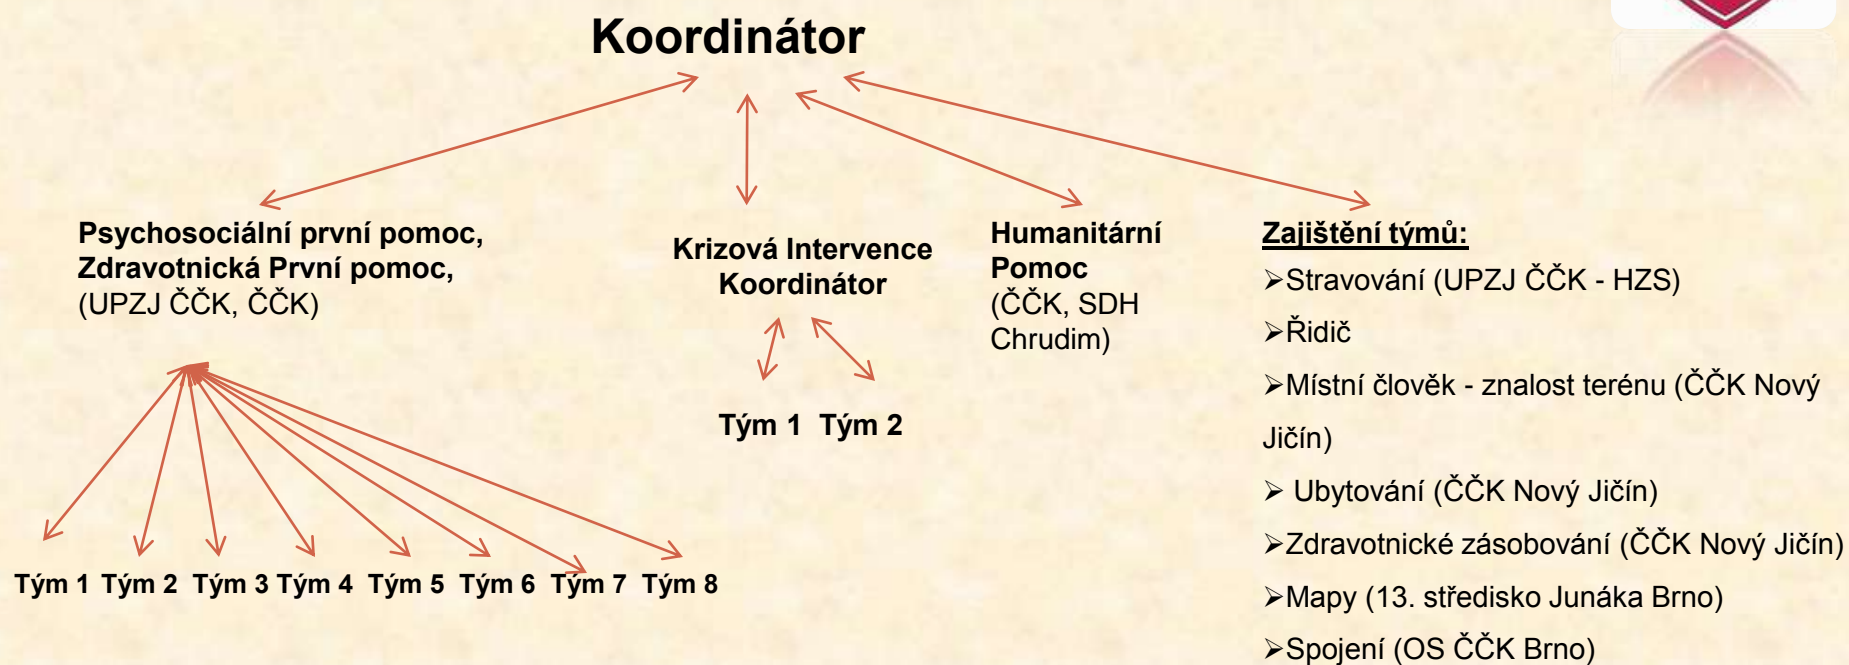 Koordinátor
Psychosociální první pomoc,
Zdravotnická První pomoc,
(UPZJ ČČK, ČČK)
Krizová Intervence
Koordinátor
Humanitární
Pomoc
(ČČK, SDH
Chrudim)
Zajištění týmů:
➢Stravování (UPZJ ČČK - HZS)
➢Řidič
➢Místní člověk - znalost terénu (ČČK Nový
Jičín)
➢ Ubytování (ČČK Nový Jičín)
➢Zdravotnické zásobování (ČČK Nový Jičín)
➢Mapy (13. středisko Junáka Brno)
➢Spojení (OS ČČK Brno)
Tým 1 Tým 2
Tým 1 Tým 2 Tým 3 Tým 4 Tým 5 Tým 6 Tým 7 Tým 8